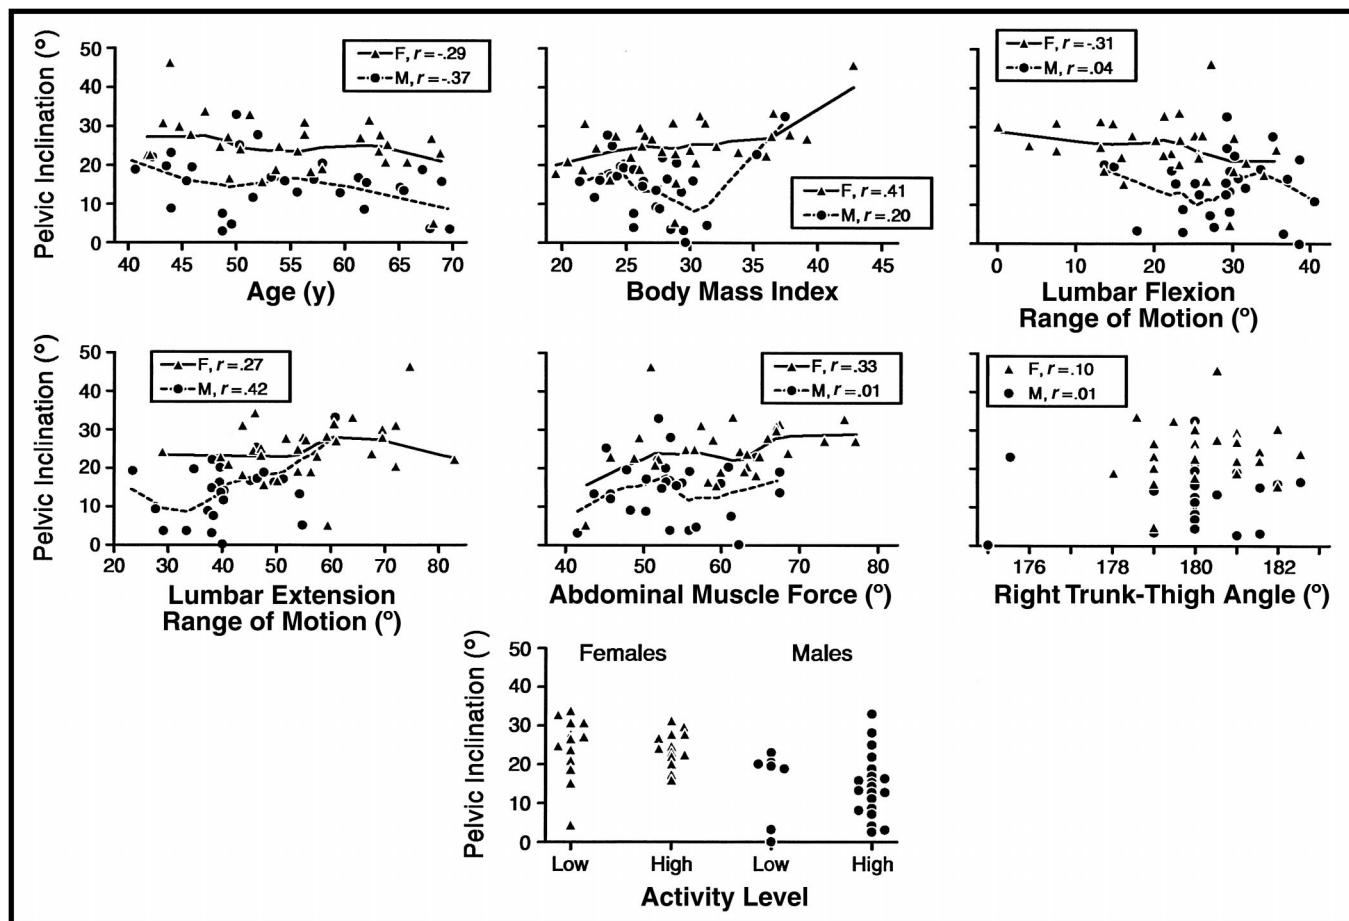 Pelvic Inclination (º)
50
40
30
20
10
0
F, r=-.29
M, r=-.37
40 45 50 55 60 65 70
Age (y)
F, r=.41
M, r=.20
20 25 30 35 40 45
Body Mass Index
F, r=-.31
M, r=.04
0 10 20 30 40
Lumbar Flexion
Range of Motion (º)
Pelvic Inclination (º)
50
40
30
20
10
0
F, r=.27
M, r=.42
20 30 40 50 60 70 80
Lumbar Extension
Range of Motion (º)
F, r=.33
M, r=.01
40 50 60 70 80
Abdominal Muscle Force (º)
F, r=.10
M, r=.01
176 178 180 182
Right Trunk-Thigh Angle (º)
Pelvic Inclination (º)
50
40
30
20
10
0
Females Males
Low High Low High
Activity Level